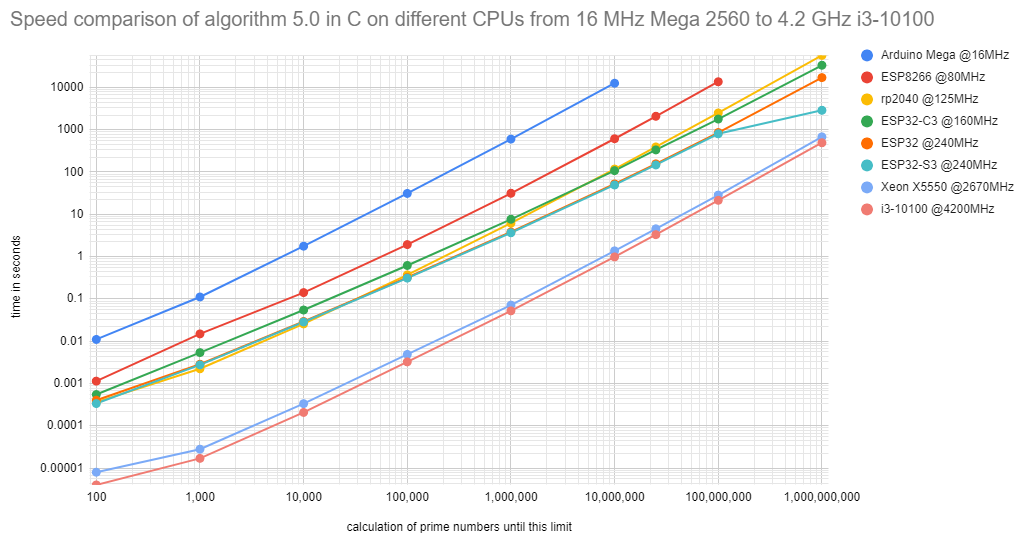 Speed comparison of algorithm 5.0 in C on different CPUs from 16 MHz Mega 2560 to 4.2 GHz i3-10100
time in seconds
10000
1000
100
10
1
0.1
0.01
0.001
0.0001
0.00001
100 1,000 10,000 100,000 1,000,000 10,000,000 100,000,000 1,000,000,000
calculation of prime numbers until this limit
Arduino Mega @16MHz
ESP8266 @80MHz
rp2040 @125MHz
ESP32-C3 @160MHz
ESP32 @240MHz
ESP32-S3 @240MHz
Xeon X5550 @2670MHz
i3-10100 @4200MHz